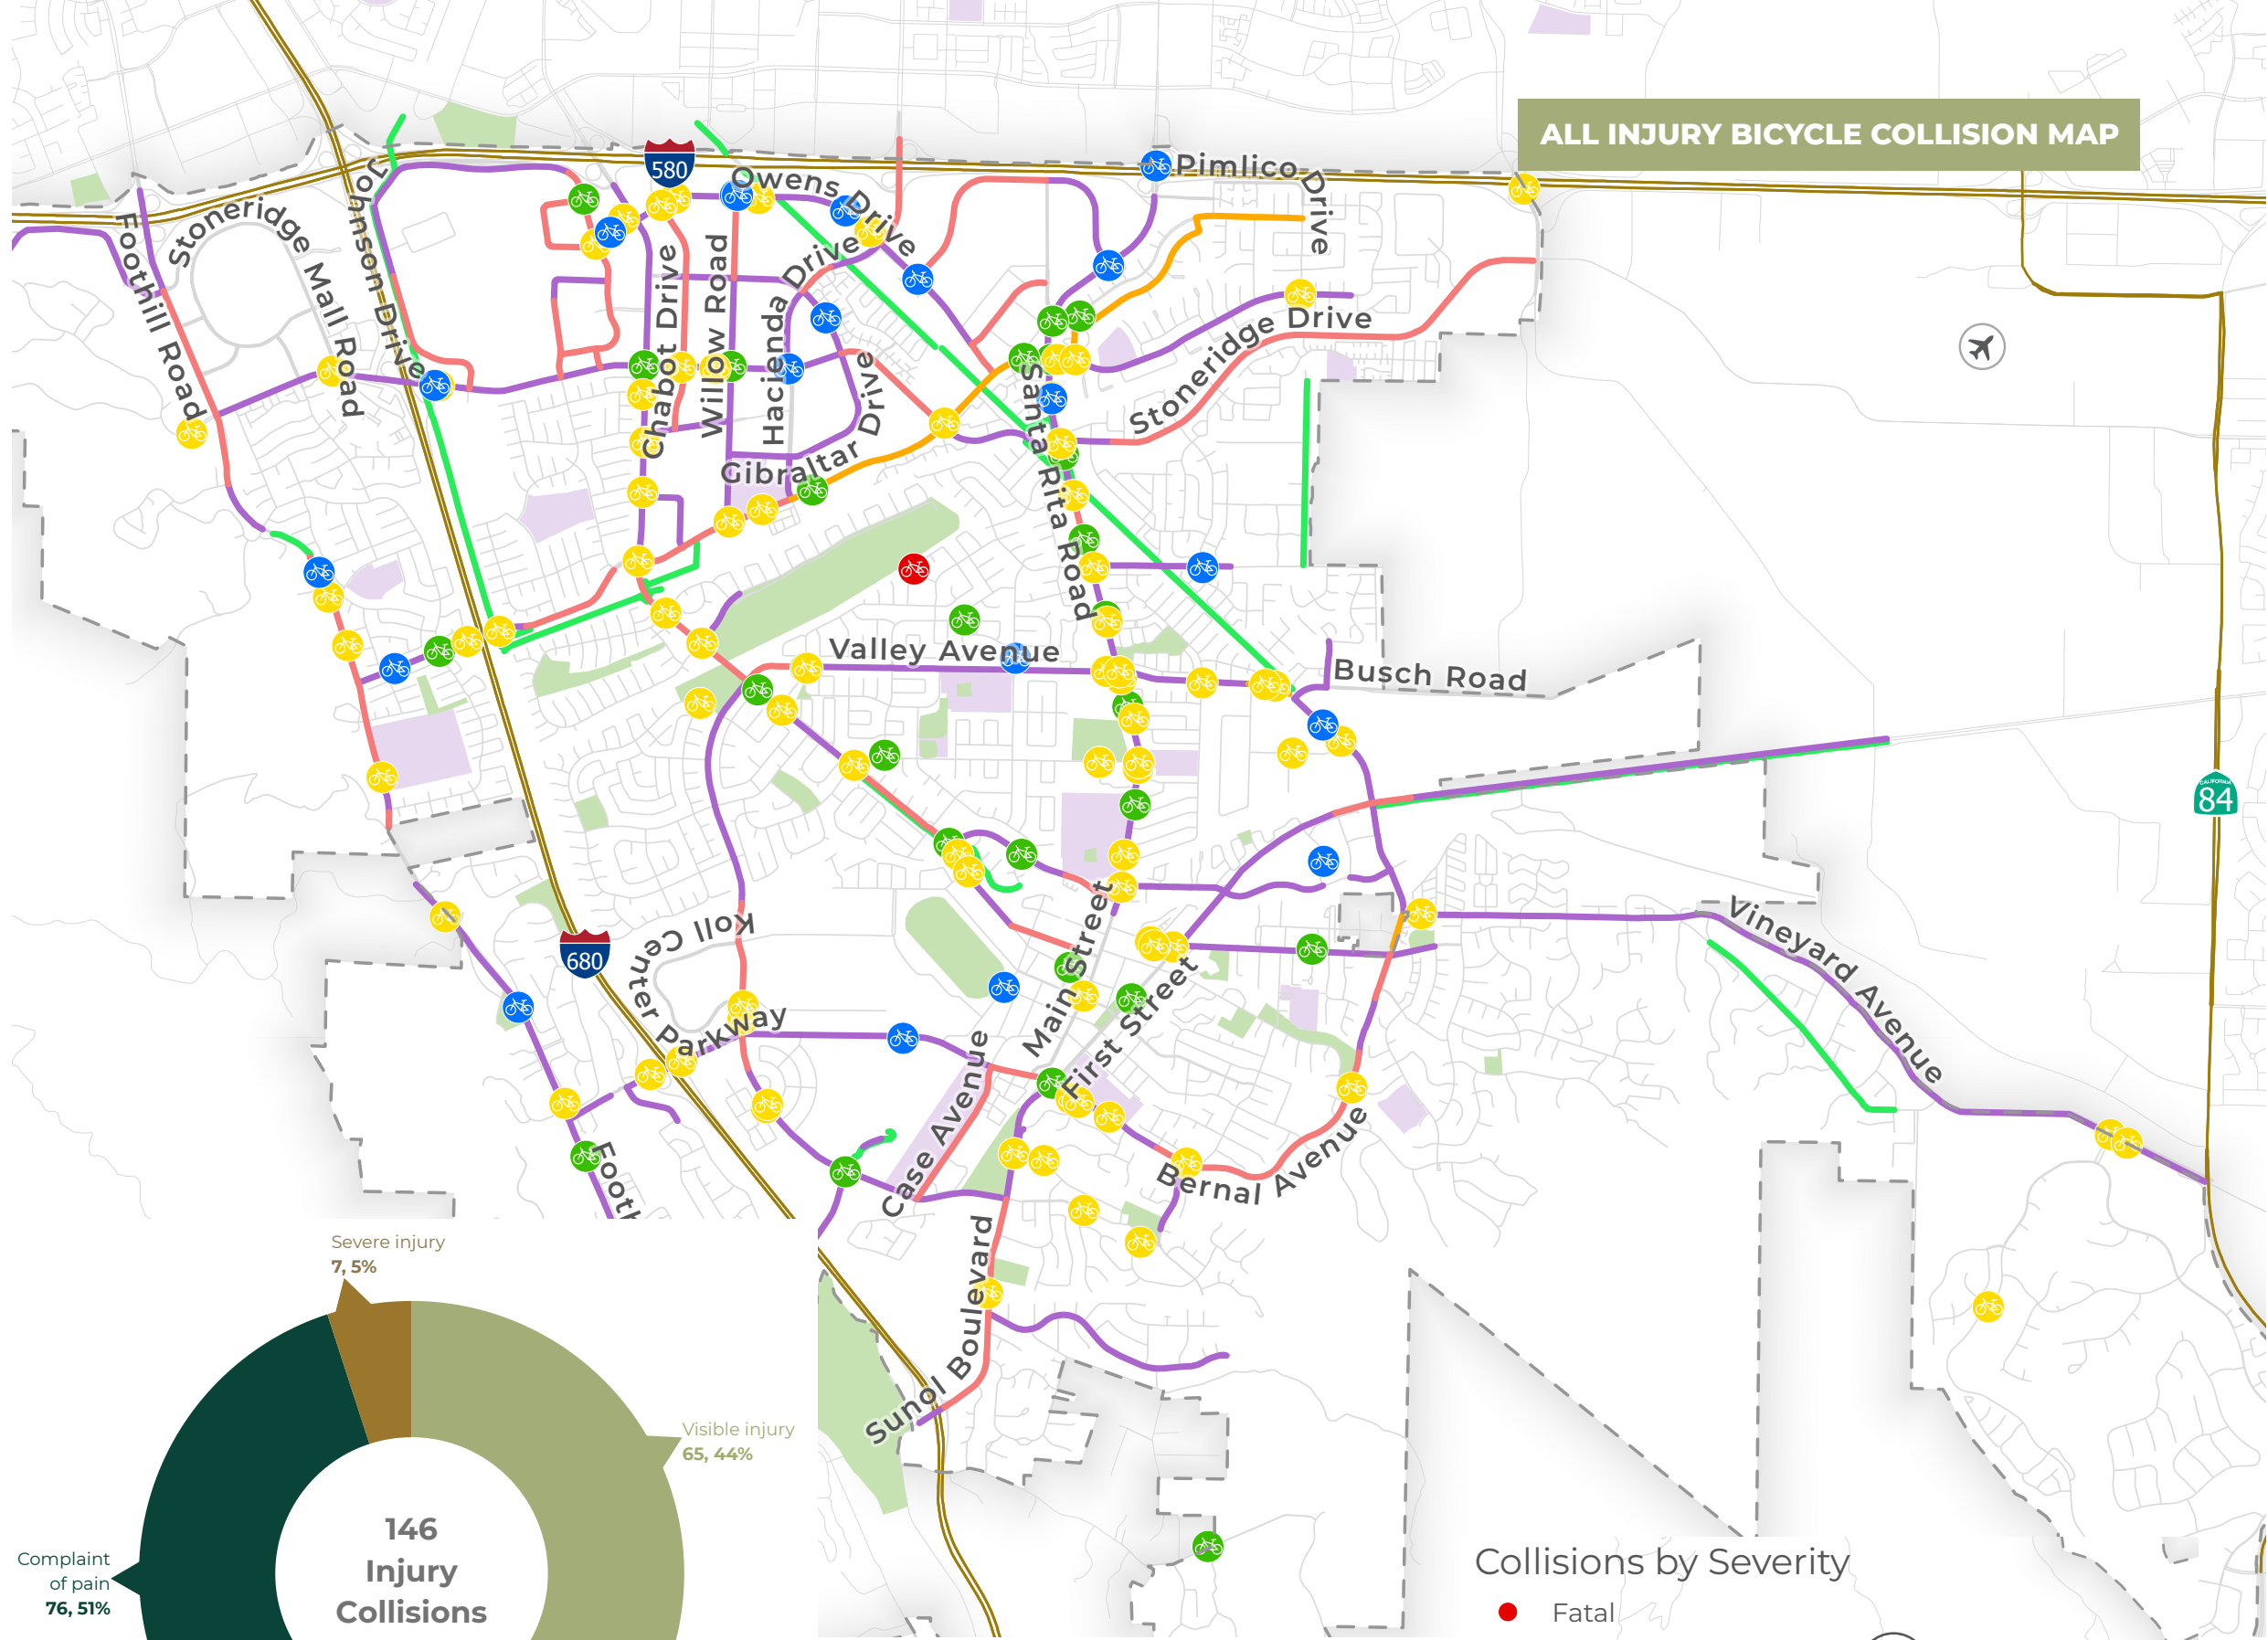 ALL INJURY BICYCLE COLLISION MAP
580
Pimlico
Drive
Owens Drive
Stoneridge Mall Road
Johnson Drive
Foothill Road
Chabot Drive
Willow Road
Hacienda Drive
Drive
Gibraltar
Stoneridge Drive
Santa Rita Road
Valley Avenue
Busch Road
CALIFORNIA
84
Vineyard Avenue
Koll Center Parkway
680
Main Street
First Street
Case Avenue
Bernal Avenue
Footh
Sunol Boulevard
Severe injury
7, 5%
Visible injury
65, 44%
Complaint
of pain
76, 51%
146
Injury
Collisions
Collisions by Severity
Fatal